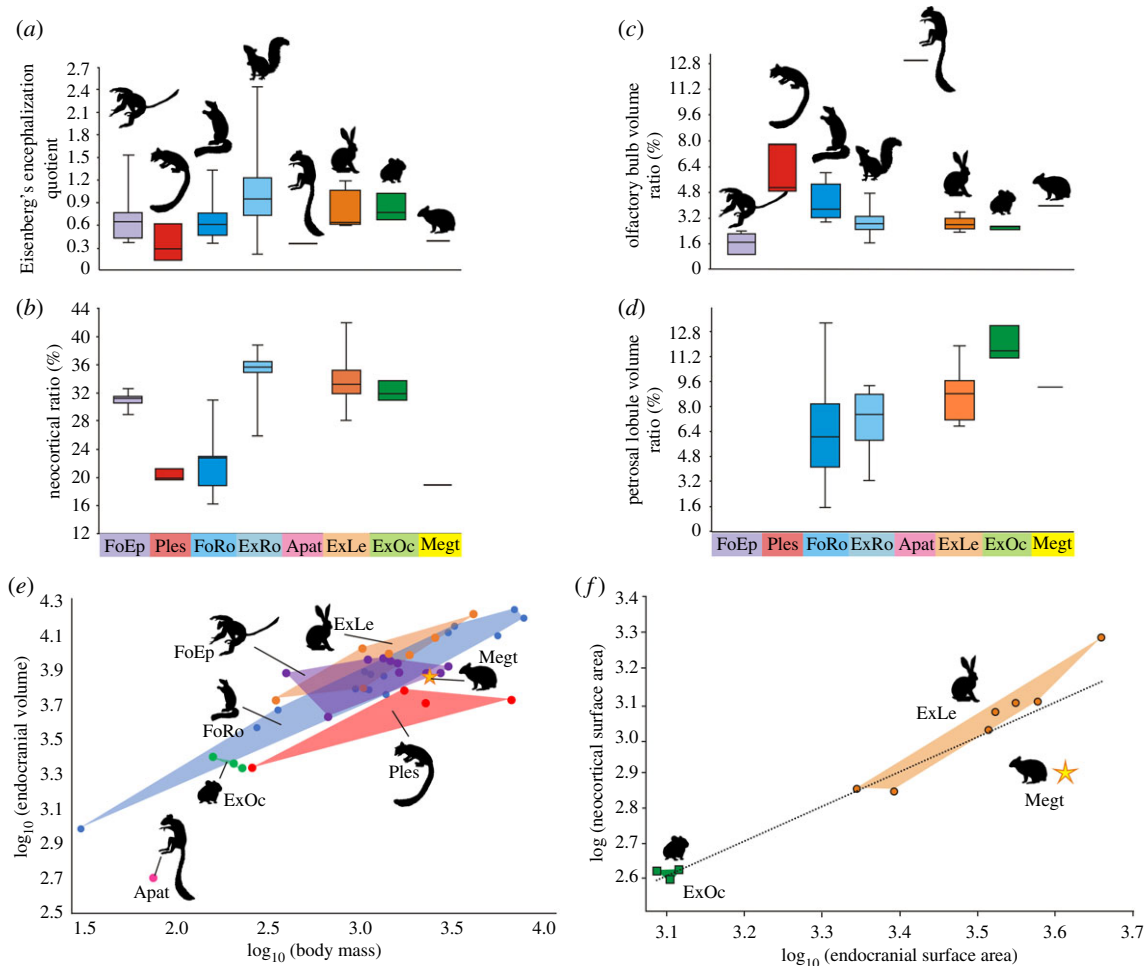 (a)
Eisenberg's encephalization
quotient
2.7
2.4
2.1
1.8
1.5
1.2
0.9
0.6
0.3
0
(c)
olfactory bulb volume
ratio (%)
12.8
11.2
9.6
8.0
6.4
4.8
3.2
1.6
0
(b)
neocortical ratio (%)
44
40
36
32
28
24
20
16
12
FoEp Ples FoRo ExRo Apat ExLe ExOc Megt
(d)
petrosal lobule volume
ratio (%)
12.8
11.2
9.6
8.0
6.4
4.8
3.2
1.6
0
FoEp Ples FoRo ExRo Apat ExLe ExOc Megt
(e)
log10 (endocranial volume)
4.3
4.1
3.9
3.7
3.5
3.3
3.1
2.9
2.7
2.5
ExLe
FoEp
Megt
FoRo
Ples
ExOc
Apat
1.5 2.0 2.5 3.0 3.5 4.0
log10 (body mass)
(f)
log (neocortical surface area)
3.4
3.3
3.2
3.1
3.0
2.9
2.8
2.7
2.6
2.5
ExLe
Megt
ExOc
3.1 3.2 3.3 3.4 3.5 3.6 3.7
log10 (endocranial surface area)